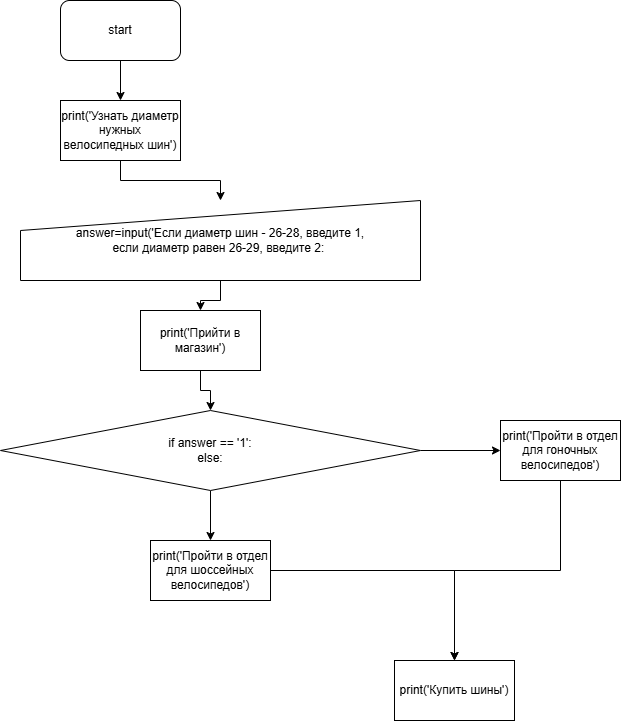 start
print('Узнать диаметр
нужных
велосипедных шин')
answer=input('Если диаметр шин - 26-28, введите 1,
если диаметр равен 26-29, введите 2:
print('Прийти в
магазин')
if answer == '1':
else:
print('Пройти в отдел
для гоночных
велосипедов')
print('Пройти в отдел
для шоссейных
велосипедов')
print('Купить шины')